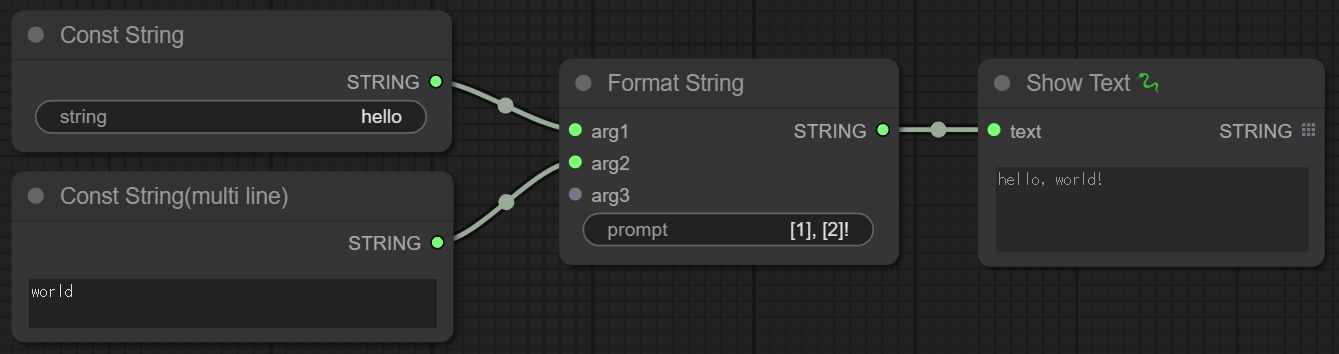 Const String
STRING
string hello
Const String(multi line)
STRING
world
Format String
arg1 STRING
arg2
arg3
prompt [1], [2]!
Show Text
text STRING
hello, world!